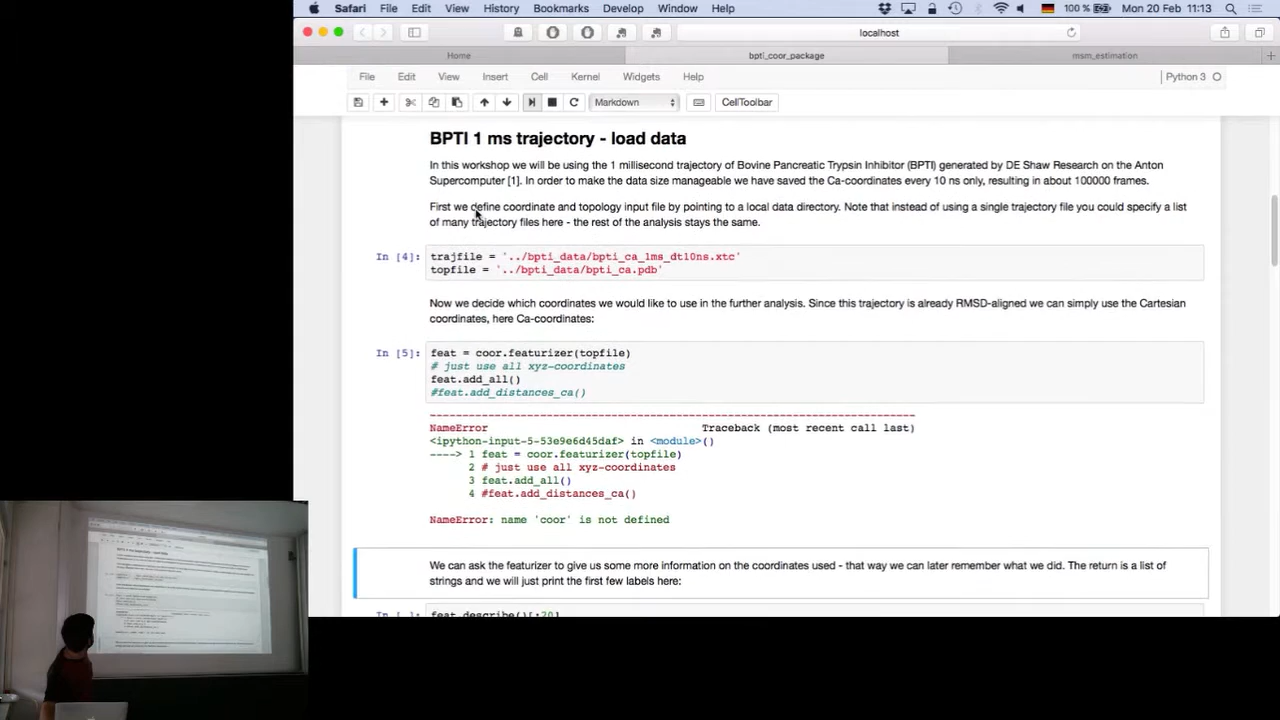 Safari File Edit View History Bookmarks Develop Window Help 100 % Mon 20 Feb 11:13
localhost
Home bpti_coor_package msm_estimation
File Edit View Insert Cell Kernel Widgets Help Python 3
Markdown CellToolbar
BPTI 1 ms trajectory - load data
In this workshop we will be using the 1 millisecond trajectory of Bovine Pancreatic Trypsin Inhibitor (BPTI) generated by DE Shaw Research on the Anton
Supercomputer [1]. In order to make the data size manageable we have saved the Ca-coordinates every 10 ns only, resulting in about 100000 frames.
First we define coordinate and topology input file by pointing to a local data directory. Note that instead of using a single trajectory file you could specify a list
of many trajectory files here - the rest of the analysis stays the same.
In [4]: trajfile = '../bpti_data/bpti_ca_1ms_dt10ns.xtc'
topfile = '../bpti_data/bpti_ca.pdb'
Now we decide which coordinates we would like to use in the further analysis. Since this trajectory is already RMSD-aligned we can simply use the Cartesian
coordinates, here Ca-coordinates:
In [5]: feat = coor.featurizer(topfile)
# just use all xyz-coordinates
feat.add_all()
#feat.add_distances_ca()
---------------------------------------------------------------------------
NameError Traceback (most recent call last)
<ipython-input-5-53e9e6d45daf> in <module>()
----> 1 feat = coor.featurizer(topfile)
2 # just use all xyz-coordinates
3 feat.add_all()
4 #feat.add_distances_ca()
NameError: name 'coor' is not defined
We can ask the featurizer to give us some more information on the coordinates used - that way we can later remember what we did. The return is a list of
strings and we will just print the first few labels here:
In [ ]: feat.describe()[:20]